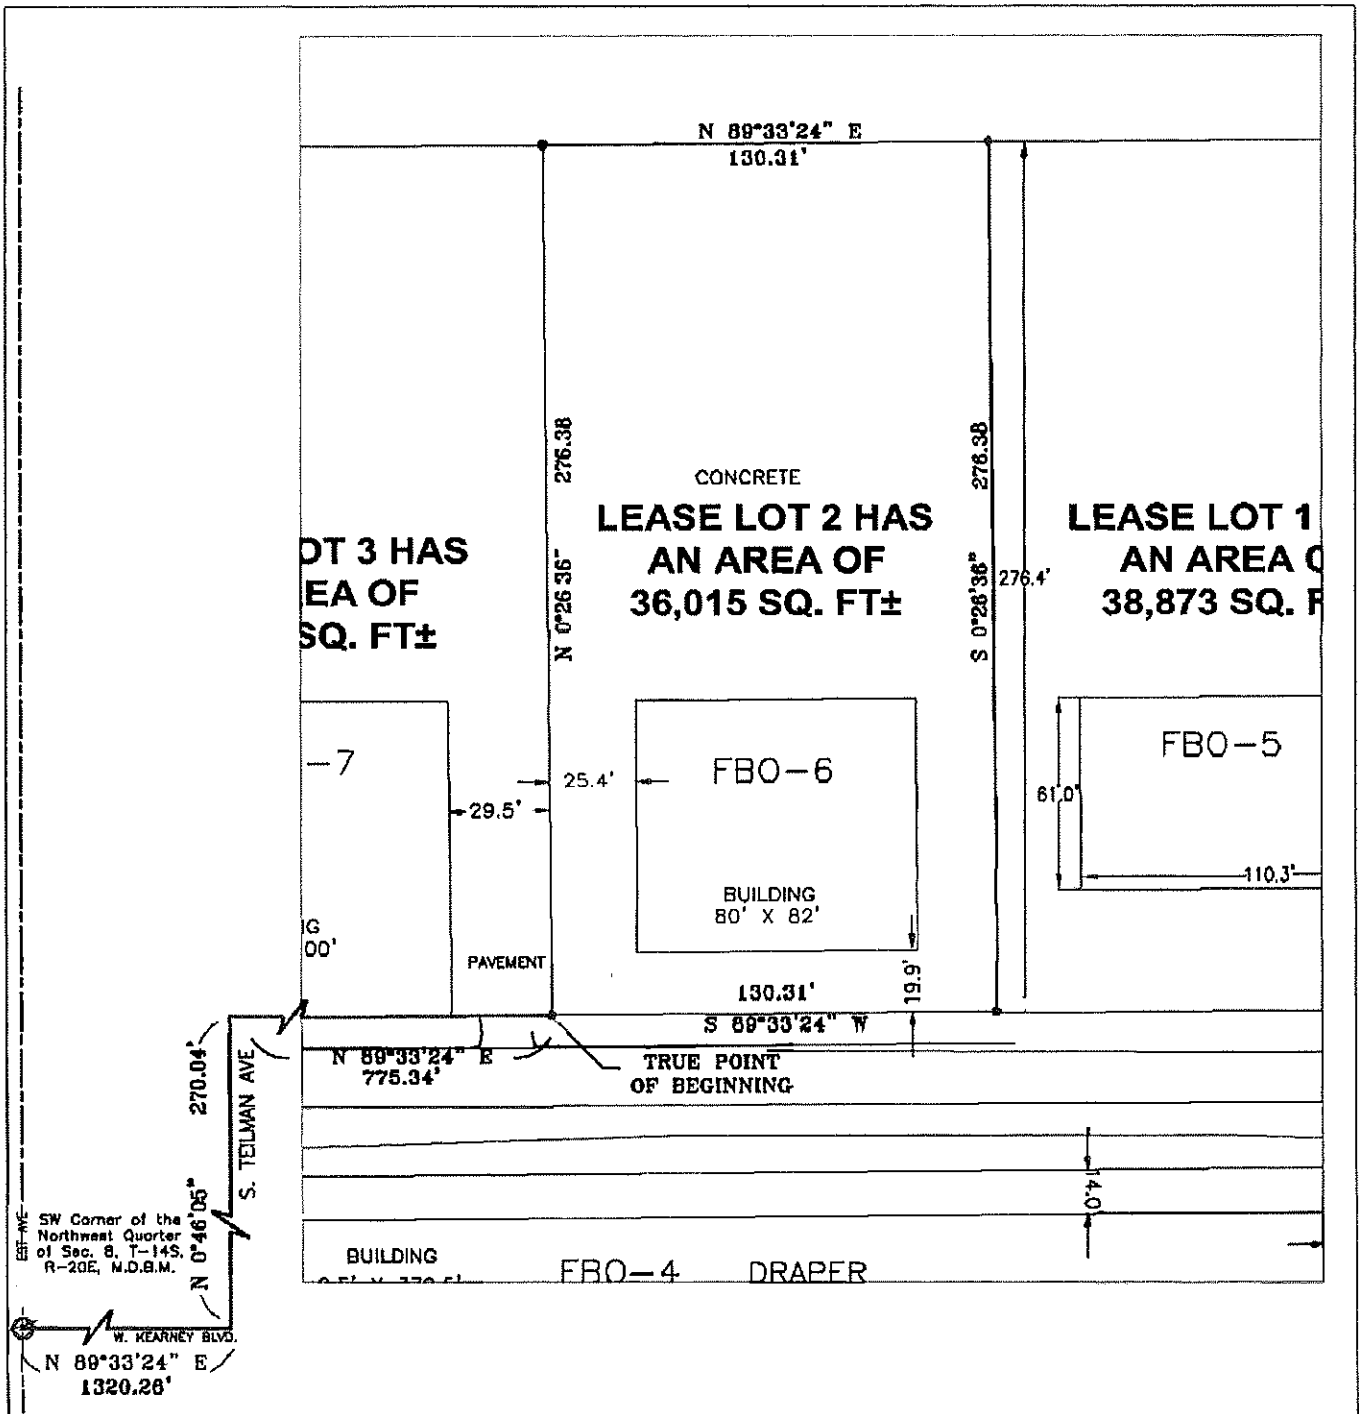 N 89°33'24" E
130.31'
N 0°26'36" 276.38
S 0°26'36" 276.38
276.4'
CONCRETE
LEASE LOT 2 HAS
AN AREA OF
36,015 SQ. FT±
OT 3 HAS
EA OF
SQ. FT±
LEASE LOT 1
AN AREA O
38,873 SQ. F
-7
29.5'
25.4'
FBO-6
BUILDING
80' X 82'
FBO-5
61.0'
110.3'
G
00'
PAVEMENT
19.9'
130.31'
S 89°33'24" W
N 89°33'24" E
775.34'
TRUE POINT
OF BEGINNING
270.04'
N 0°46'05"
S. TEILMAN AVE
14.0'
SW Corner of the
Northwest Quarter
of Sec. 8, T-14S,
R-20E, M.D.B.M.
BUILDING
FBO-4 DRAPER
W. KEARNEY BLVD.
N 89°33'24" E
1320.26'